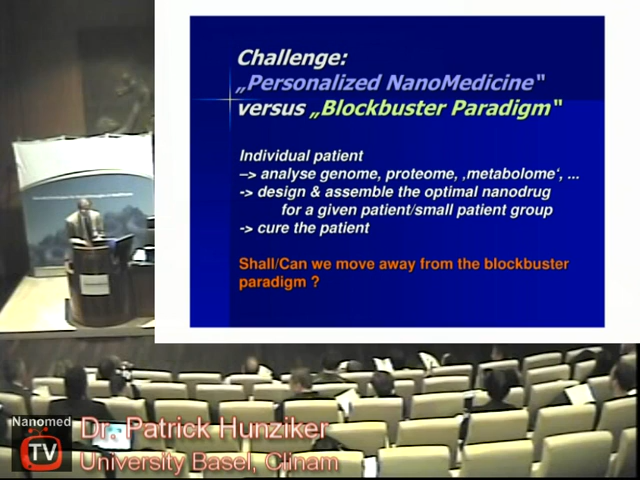 Challenge:
„Personalized NanoMedicine“
versus „Blockbuster Paradigm“
Individual patient
–> analyse genome, proteome, ‚metabolome‘, ...
-> design & assemble the optimal nanodrug
for a given patient/small patient group
-> cure the patient
Shall/Can we move away from the blockbuster
paradigm ?
Nanomed
TV
Dr. Patrick Hunziker
University Basel, Clinam